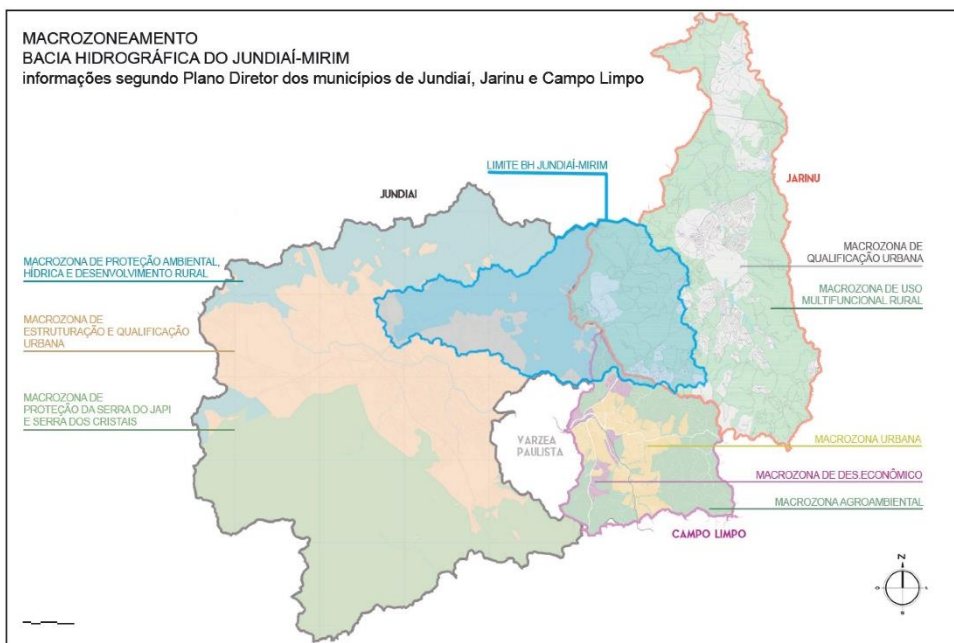 MACROZONEAMENTO
BACIA HIDROGRÁFICA DO JUNDIAÍ-MIRIM
informações segundo Plano Diretor dos municípios de Jundiaí, Jarinu e Campo Limpo
LIMITE BH JUNDIAÍ-MIRIM
JUNDIAI
JARINU
MACROZONA DE PROTEÇÃO AMBIENTAL,
HÍDRICA E DESENVOLVIMENTO RURAL
MACROZONA DE
QUALIFICAÇÃO URBANA
MACROZONA DE USO
MULTIFUNCIONAL RURAL
MACROZONA DE
ESTRUTURAÇÃO E QUALIFICAÇÃO
URBANA
MACROZONA DE
PROTEÇÃO DA SERRA DO JAPI
E SERRA DOS CRISTAIS
VARZEA
PAULISTA
MACROZONA URBANA
MACROZONA DE DES.ECONÔMICO
MACROZONA AGROAMBIENTAL
CAMPO LIMPO
N